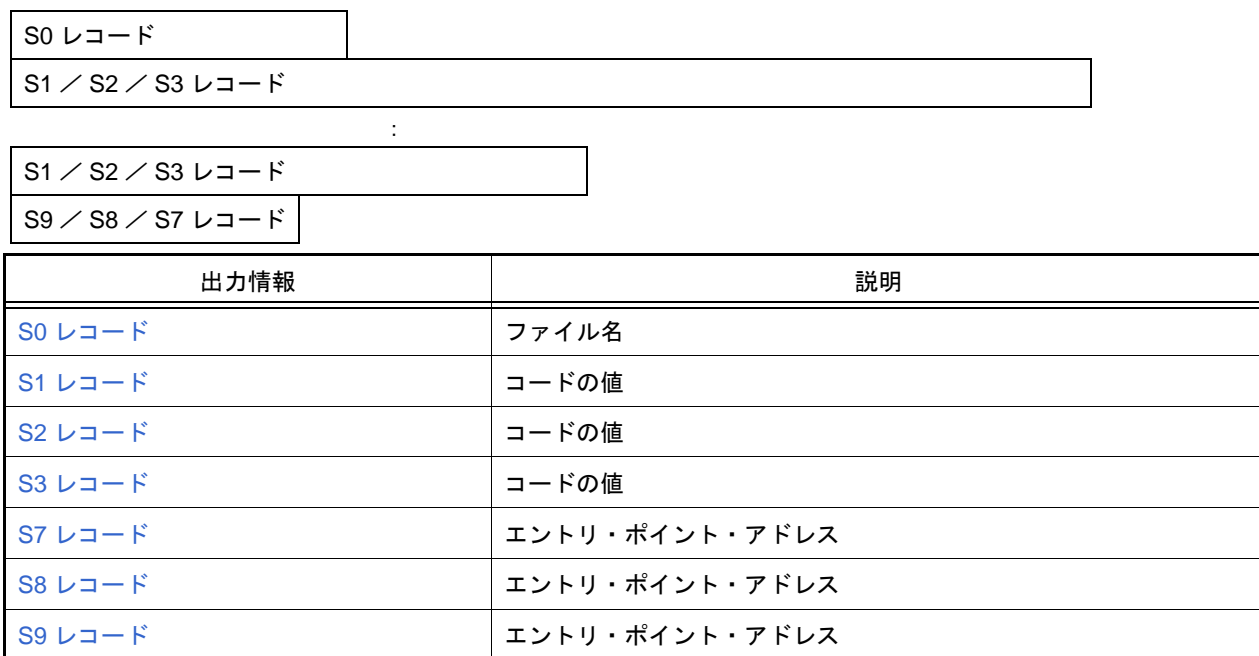 S0 レコード
S1 ／ S2 ／ S3 レコード
:
S1 ／ S2 ／ S3 レコード
S9 ／ S8 ／ S7 レコード
出力情報 説明
S0 レコード ファイル名
S1 レコード コードの値
S2 レコード コードの値
S3 レコード コードの値
S7 レコード エントリ・ポイント・アドレス
S8 レコード エントリ・ポイント・アドレス
S9 レコード エントリ・ポイント・アドレス